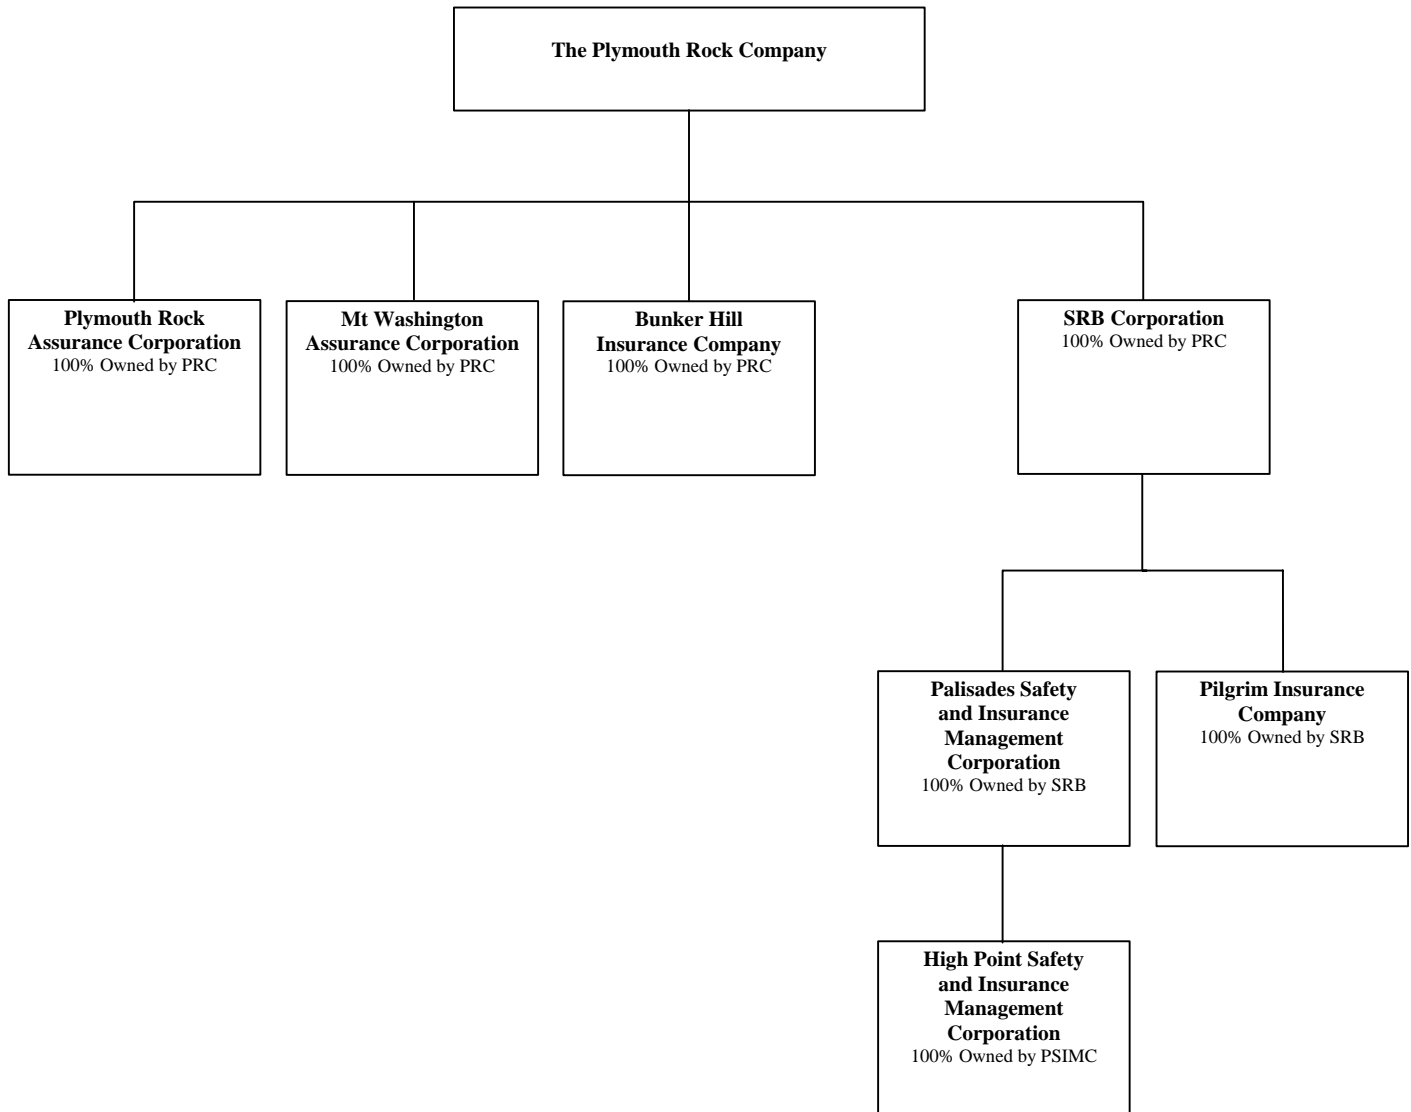 The Plymouth Rock Company
Plymouth Rock
Assurance Corporation
100% Owned by PRC
Mt Washington
Assurance Corporation
100% Owned by PRC
Bunker Hill
Insurance Company
100% Owned by PRC
SRB Corporation
100% Owned by PRC
Palisades Safety
and Insurance
Management
Corporation
100% Owned by SRB
Pilgrim Insurance
Company
100% Owned by SRB
High Point Safety
and Insurance
Management
Corporation
100% Owned by PSIMC